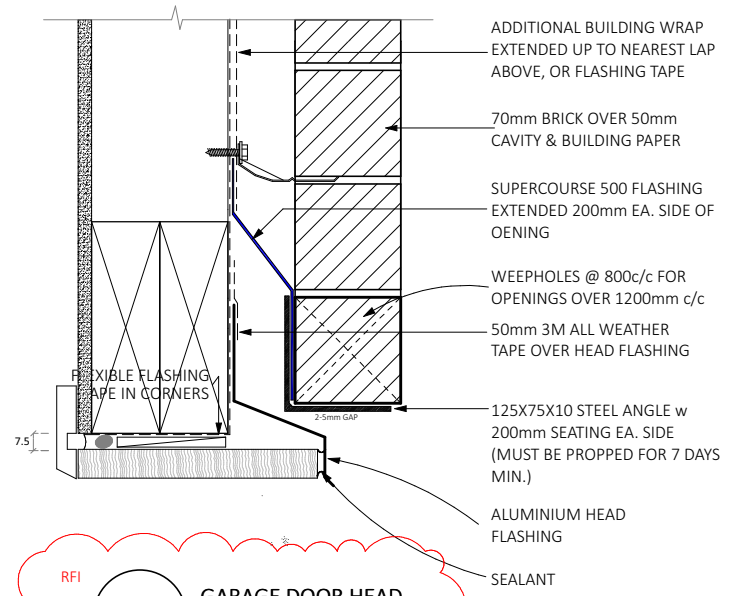 ADDITIONAL BUILDING WRAP
EXTENDED UP TO NEAREST LAP
ABOVE, OR FLASHING TAPE
70mm BRICK OVER 50mm
CAVITY & BUILDING PAPER
SUPERCOURSE 500 FLASHING
EXTENDED 200mm EA. SIDE OF
OENING
WEEPHOLES @ 800c/c FOR
OPENINGS OVER 1200mm c/c
50mm 3M ALL WEATHER
TAPE OVER HEAD FLASHING
FLASHING
IN CORNERS
2-5mm GAP
125X75X10 STEEL ANGLE w
200mm SEATING EA. SIDE
(MUST BE PROPPED FOR 7 DAYS
MIN.)
7.5
ALUMINIUM HEAD
FLASHING
SEALANT
RFI
GARAGE DOOR HEAD